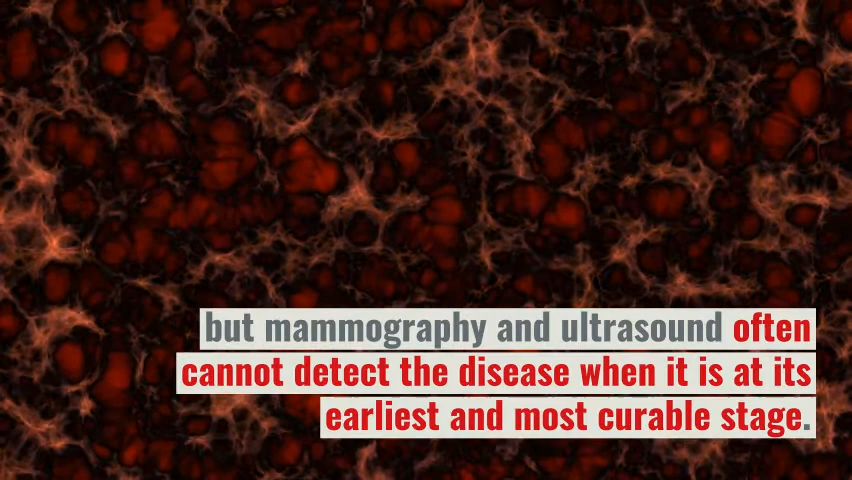 but mammography and ultrasound often
cannot detect the disease when it is at its
earliest and most curable stage.